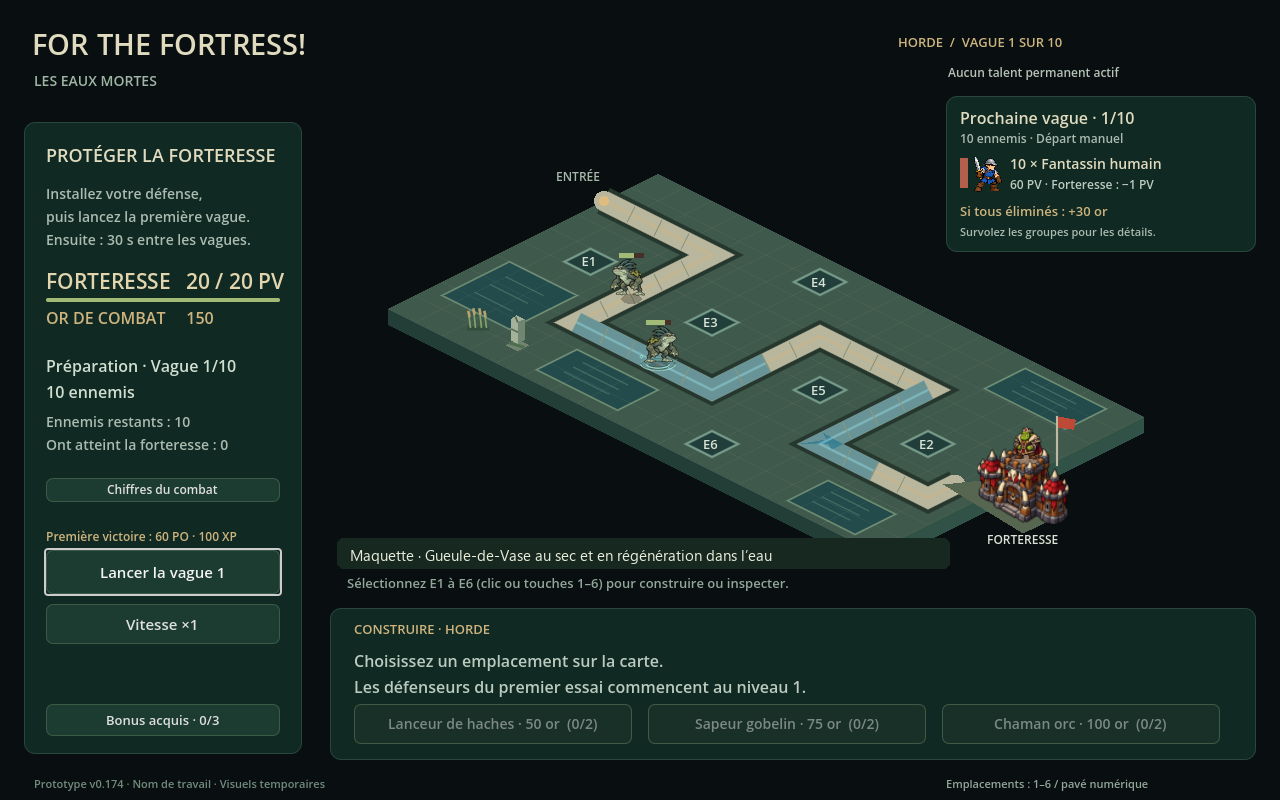 FOR THE FORTRESS!
LES EAUX MORTES
HORDE / VAGUE 1 SUR 10
Aucun talent permanent actif
Prochaine vague · 1/10
10 ennemis · Départ manuel
10 × Fantassin humain
60 PV · Forteresse : −1 PV
Si tous éliminés : +30 or
Survolez les groupes pour les détails.
PROTÉGER LA FORTERESSE
Installez votre défense,
puis lancez la première vague.
Ensuite : 30 s entre les vagues.
FORTERESSE 20 / 20 PV
OR DE COMBAT 150
Préparation · Vague 1/10
10 ennemis
Ennemis restants : 10
Ont atteint la forteresse : 0
Chiffres du combat
Première victoire : 60 PO · 100 XP
Lancer la vague 1
Vitesse ×1
Bonus acquis · 0/3
ENTRÉE
E1
E4
E3
E5
E6
E2
FORTERESSE
Maquette · Gueule-de-Vase au sec et en régénération dans l’eau
Sélectionnez E1 à E6 (clic ou touches 1–6) pour construire ou inspecter.
CONSTRUIRE · HORDE
Choisissez un emplacement sur la carte.
Les défenseurs du premier essai commencent au niveau 1.
Lanceur de haches · 50 or (0/2)
Sapeur gobelin · 75 or (0/2)
Chaman orc · 100 or (0/2)
Prototype v0.174 · Nom de travail · Visuels temporaires
Emplacements : 1–6 / pavé numérique